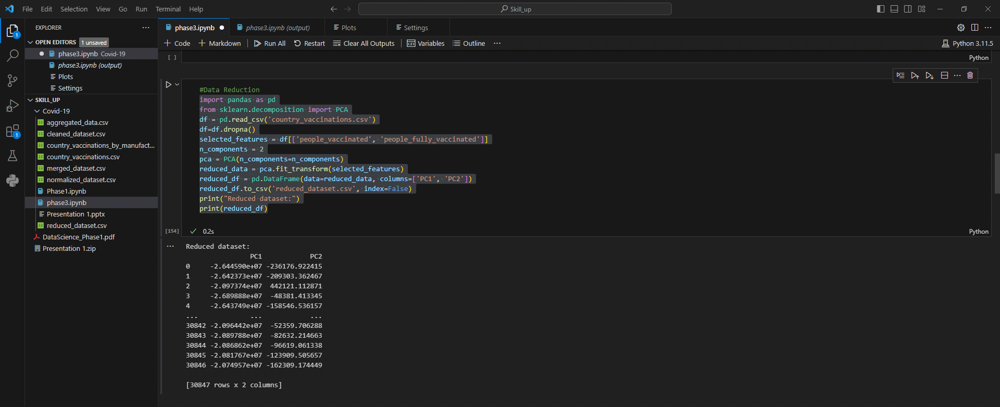 File Edit Selection View Go Run Terminal Help
Skill_up
EXPLORER
OPEN EDITORS 1 unsaved
phase3.ipynb Covid-19
phase3.ipynb (output)
Plots
Settings
SKILL_UP
Covid-19
aggregated_data.csv
cleaned_dataset.csv
country_vaccinations_by_manufact...
country_vaccinations.csv
merged_dataset.csv
normalized_dataset.csv
Phase1.ipynb
phase3.ipynb
Presentation 1.pptx
reduced_dataset.csv
DataScience_Phase1.pdf
Presentation 1.zip
1
1
phase3.ipynb phase3.ipynb (output) Plots Settings
+ Code + Markdown Run All Restart Clear All Outputs Variables Outline ... Python 3.11.5
[ ] Python
#Data Reduction
import pandas as pd
from sklearn.decomposition import PCA
df = pd.read_csv('country_vaccinations.csv')
df=df.dropna()
selected_features = df[['people_vaccinated', 'people_fully_vaccinated']]
n_components = 2
pca = PCA(n_components=n_components)
reduced_data = pca.fit_transform(selected_features)
reduced_df = pd.DataFrame(data=reduced_data, columns=['PC1', 'PC2'])
reduced_df.to_csv('reduced_dataset.csv', index=False)
print("Reduced dataset:")
print(reduced_df)
[154] 0.2s Python
Reduced dataset:
PC1 PC2
0 -2.644590e+07 -236176.922415
1 -2.642373e+07 -209303.362467
2 -2.097374e+07 442121.112871
3 -2.689888e+07 -48381.413345
4 -2.643749e+07 -158546.536157
... ... ...
30842 -2.096442e+07 -52359.706288
30843 -2.089788e+07 -82632.214663
30844 -2.086862e+07 -96619.061338
30845 -2.081767e+07 -123909.505657
30846 -2.074957e+07 -162309.174449
[30847 rows x 2 columns]